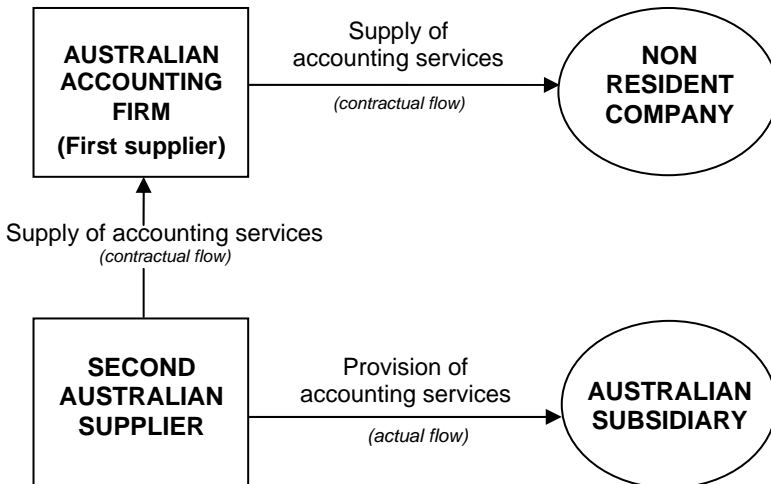 AUSTRALIAN
ACCOUNTING
FIRM
(First supplier)
Supply of
accounting services
(contractual flow)
NON
RESIDENT
COMPANY
Supply of accounting services
(contractual flow)
SECOND
AUSTRALIAN
SUPPLIER
Provision of
accounting services
(actual flow)
AUSTRALIAN
SUBSIDIARY